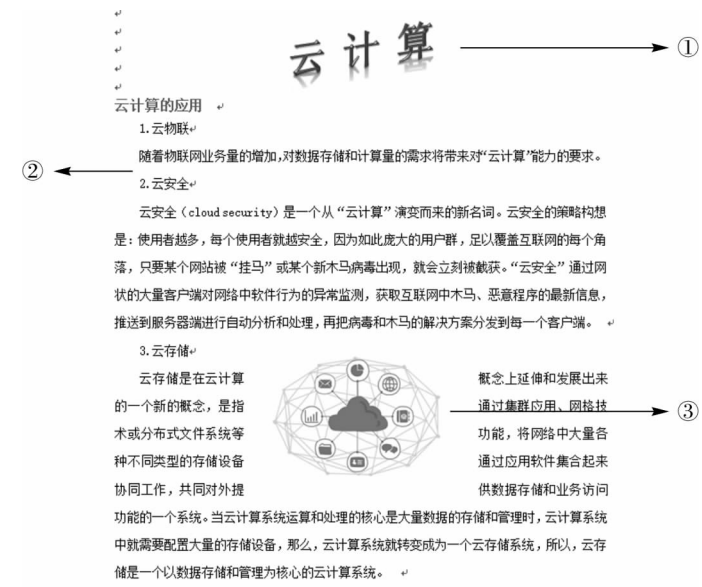 云计算
①
云计算的应用
1.云物联
随着物联网业务量的增加,对数据存储和计算量的需求将带来对“云计算”能力的要求。
②
2.云安全
云安全(cloud security)是一个从“云计算”演变而来的新名词。云安全的策略构想
是:使用者越多,每个使用者就越安全,因为如此庞大的用户群,足以覆盖互联网的每个角
落,只要某个网站被“挂马”或某个新木马病毒出现,就会立刻被截获。“云安全”通过网
状的大量客户端对网络中软件行为的异常监测,获取互联网中木马、恶意程序的最新信息,
推送到服务器端进行自动分析和处理,再把病毒和木马的解决方案分发到每一个客户端。
3.云存储
云存储是在云计算 概念上延伸和发展出来
的一个新的概念,是指 通过集群应用、网格技
③
术或分布式文件系统等 功能,将网络中大量各
种不同类型的存储设备 通过应用软件集合起来
协同工作,共同对外提 供数据存储和业务访问
功能的一个系统。当云计算系统运算和处理的核心是大量数据的存储和管理时,云计算系统
中就需要配置大量的存储设备,那么,云计算系统就转变成为一个云存储系统,所以,云存
储是一个以数据存储和管理为核心的云计算系统。